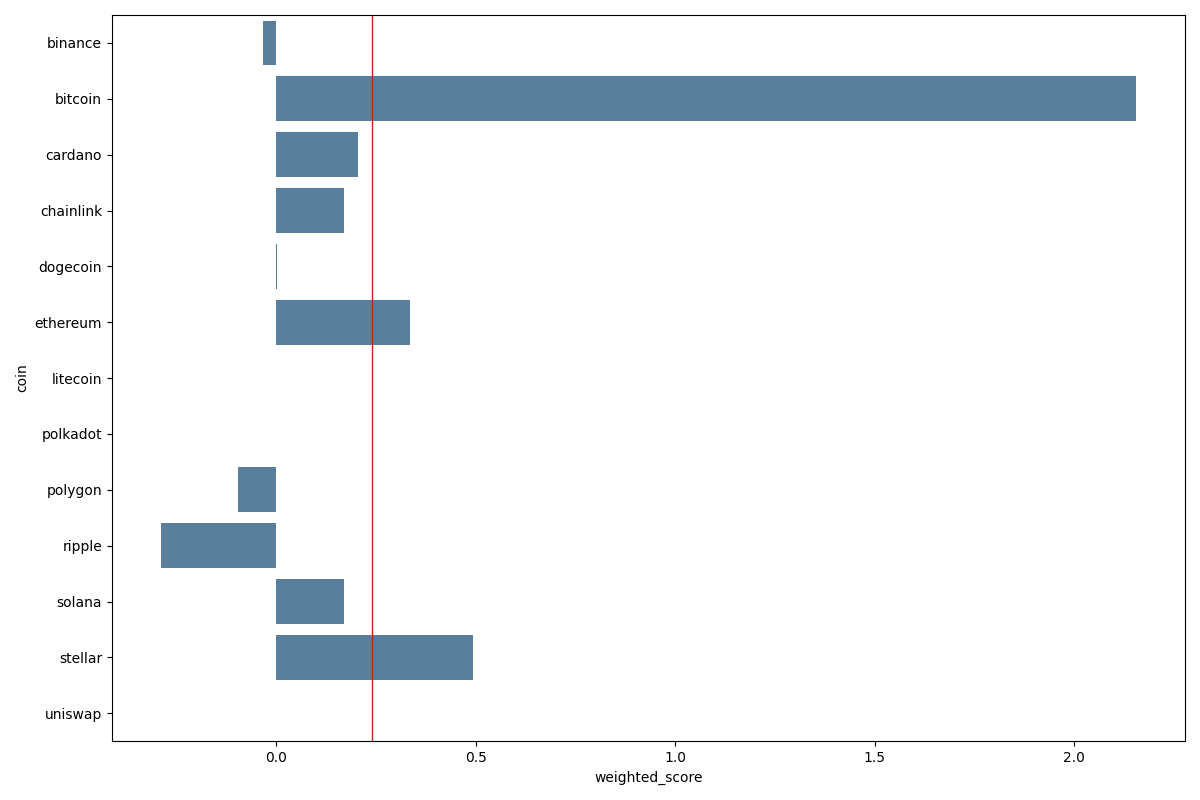 binance
bitcoin
cardano
chainlink
dogecoin
ethereum
litecoin
polkadot
polygon
ripple
solana
stellar
uniswap
coin
0.0 0.5 1.0 1.5 2.0
weighted_score